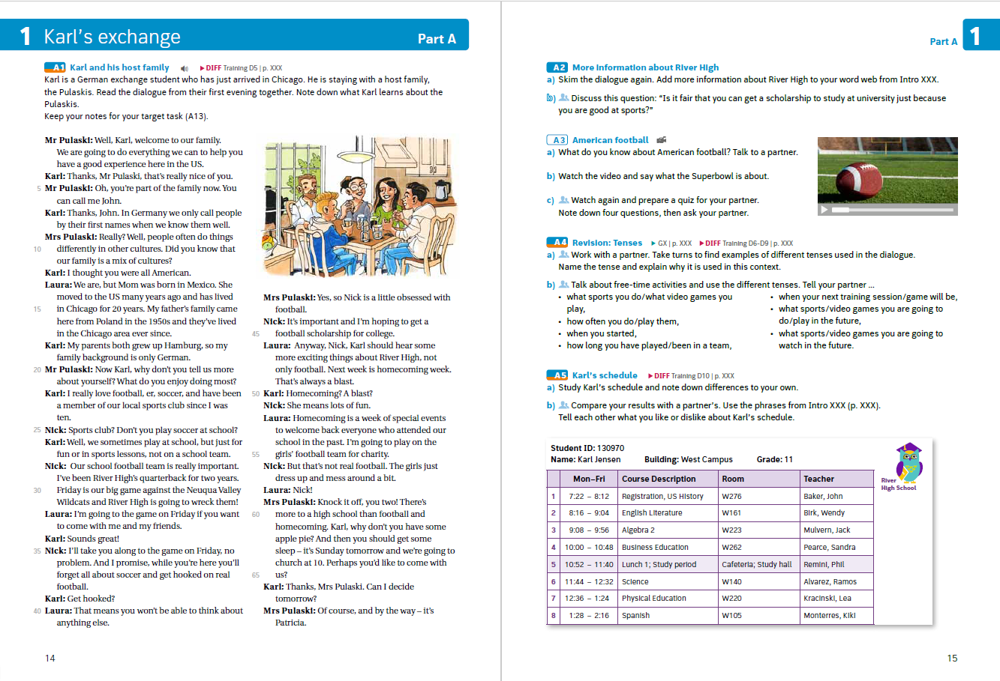 1 Karl's exchange Part A
A1 Karl and his host family ▶ DIFF Training D5 | p. XXX
Karl is a German exchange student who has just arrived in Chicago. He is staying with a host family,
the Pulaskis. Read the dialogue from their first evening together. Note down what Karl learns about the
Pulaskis.
Keep your notes for your target task (A13).
Mr Pulaski: Well, Karl, welcome to our family.
We are going to do everything we can to help you
have a good experience here in the US.
Karl: Thanks, Mr Pulaski, that's really nice of you.
5 Mr Pulaski: Oh, you're part of the family now. You
can call me John.
Karl: Thanks, John. In Germany we only call people
by their first names when we know them well.
Mrs Pulaski: Really? Well, people often do things
10 differently in other cultures. Did you know that
our family is a mix of cultures?
Karl: I thought you were all American.
Laura: We are, but Mom was born in Mexico. She
moved to the US many years ago and has lived
15 in Chicago for 20 years. My father's family came
here from Poland in the 1950s and they've lived
in the Chicago area ever since.
Karl: My parents both grew up Hamburg, so my
family background is only German.
20 Mr Pulaski: Now Karl, why don't you tell us more
about yourself? What do you enjoy doing most?
Karl: I really love football, er, soccer, and have been
a member of our local sports club since I was
ten.
25 Nick: Sports club? Don't you play soccer at school?
Karl: Well, we sometimes play at school, but just for
fun or in sports lessons, not on a school team.
Nick: Our school football team is really important.
I've been River High's quarterback for two years.
30 Friday is our big game against the Neuqua Valley
Wildcats and River High is going to wreck them!
Laura: I'm going to the game on Friday if you want
to come with me and my friends.
Karl: Sounds great!
35 Nick: I'll take you along to the game on Friday, no
problem. And I promise, while you're here you'll
forget all about soccer and get hooked on real
football.
Karl: Get hooked?
40 Laura: That means you won't be able to think about
anything else.
Mrs Pulaski: Yes, so Nick is a little obsessed with
football.
Nick: It's important and I'm hoping to get a
45 football scholarship for college.
Laura: Anyway, Nick, Karl should hear some
more exciting things about River High, not
only football. Next week is homecoming week.
That's always a blast.
50 Karl: Homecoming? A blast?
Nick: She means lots of fun.
Laura: Homecoming is a week of special events
to welcome back everyone who attended our
school in the past. I'm going to play on the
55 girls' football team for charity.
Nick: But that's not real football. The girls just
dress up and mess around a bit.
Laura: Nick!
Mrs Pulaski: Knock it off, you two! There's
60 more to a high school than football and
homecoming. Karl, why don't you have some
apple pie? And then you should get some
sleep – it's Sunday tomorrow and we're going to
church at 10. Perhaps you'd like to come with
65 us?
Karl: Thanks, Mrs Pulaski. Can I decide
tomorrow?
Mrs Pulaski: Of course, and by the way – it's
Patricia.
14
Part A 1
A2 More information about River High
a) Skim the dialogue again. Add more information about River High to your word web from Intro XXX.
b) Discuss this question: "Is it fair that you can get a scholarship to study at university just because
you are good at sports?"
A3 American football
a) What do you know about American football? Talk to a partner.
b) Watch the video and say what the Superbowl is about.
c) Watch again and prepare a quiz for your partner.
Note down four questions, then ask your partner.
A4 Revision: Tenses ▶ GX | p. XXX ▶ DIFF Training D6-D9 | p. XXX
a) Work with a partner. Take turns to find examples of different tenses used in the dialogue.
Name the tense and explain why it is used in this context.
b) Talk about free-time activities and use the different tenses. Tell your partner ...
• what sports you do/what video games you
play,
• how often you do/play them,
• when you started,
• how long you have played/been in a team,
• when your next training session/game will be,
• what sports/video games you are going to
do/play in the future,
• what sports/video games you are going to
watch in the future.
A5 Karl's schedule ▶ DIFF Training D10 | p. XXX
a) Study Karl's schedule and note down differences to your own.
b) Compare your results with a partner's. Use the phrases from Intro XXX (p. XXX).
Tell each other what you like or dislike about Karl's schedule.
Student ID: 130970
Name: Karl Jensen Building: West Campus Grade: 11
River
High School
Mon–Fri Course Description Room Teacher
1 7:22 – 8:12 Registration, US History W276 Baker, John
2 8:16 – 9:04 English Literature W161 Birk, Wendy
3 9:08 – 9:56 Algebra 2 W223 Mulvern, Jack
4 10:00 – 10:48 Business Education W262 Pearce, Sandra
5 10:52 – 11:40 Lunch 1; Study period Cafeteria; Study hall Remini, Phil
6 11:44 – 12:32 Science W140 Alvarez, Ramos
7 12:36 – 1:24 Physical Education W220 Kracinski, Lea
8 1:28 – 2:16 Spanish W105 Monterres, Kiki
15